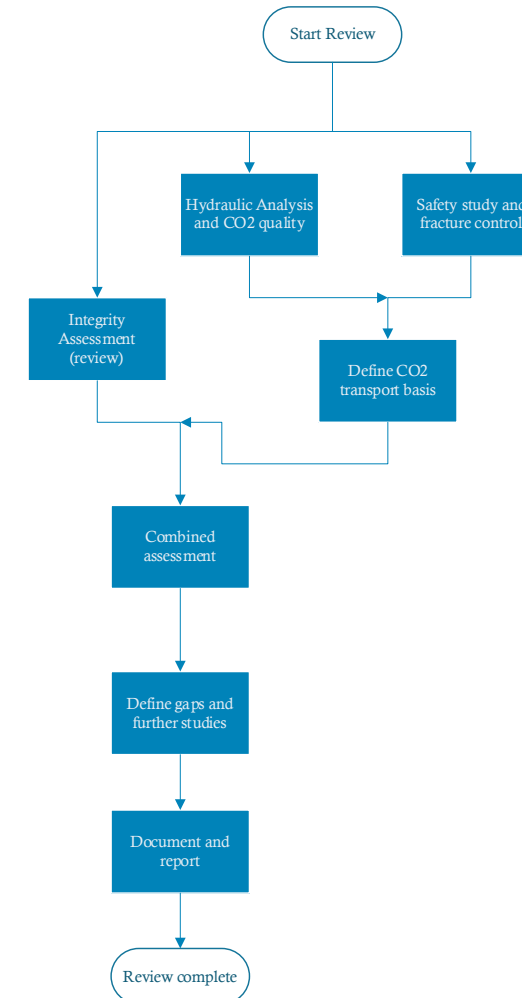 Start Review
Hydraulic Analysis
and CO2 quality
Safety study and
fracture control
Integrity
Assessment
(review)
Define CO2
transport basis
Combined
assessment
Define gaps and
further studies
Document and
report
Review complete